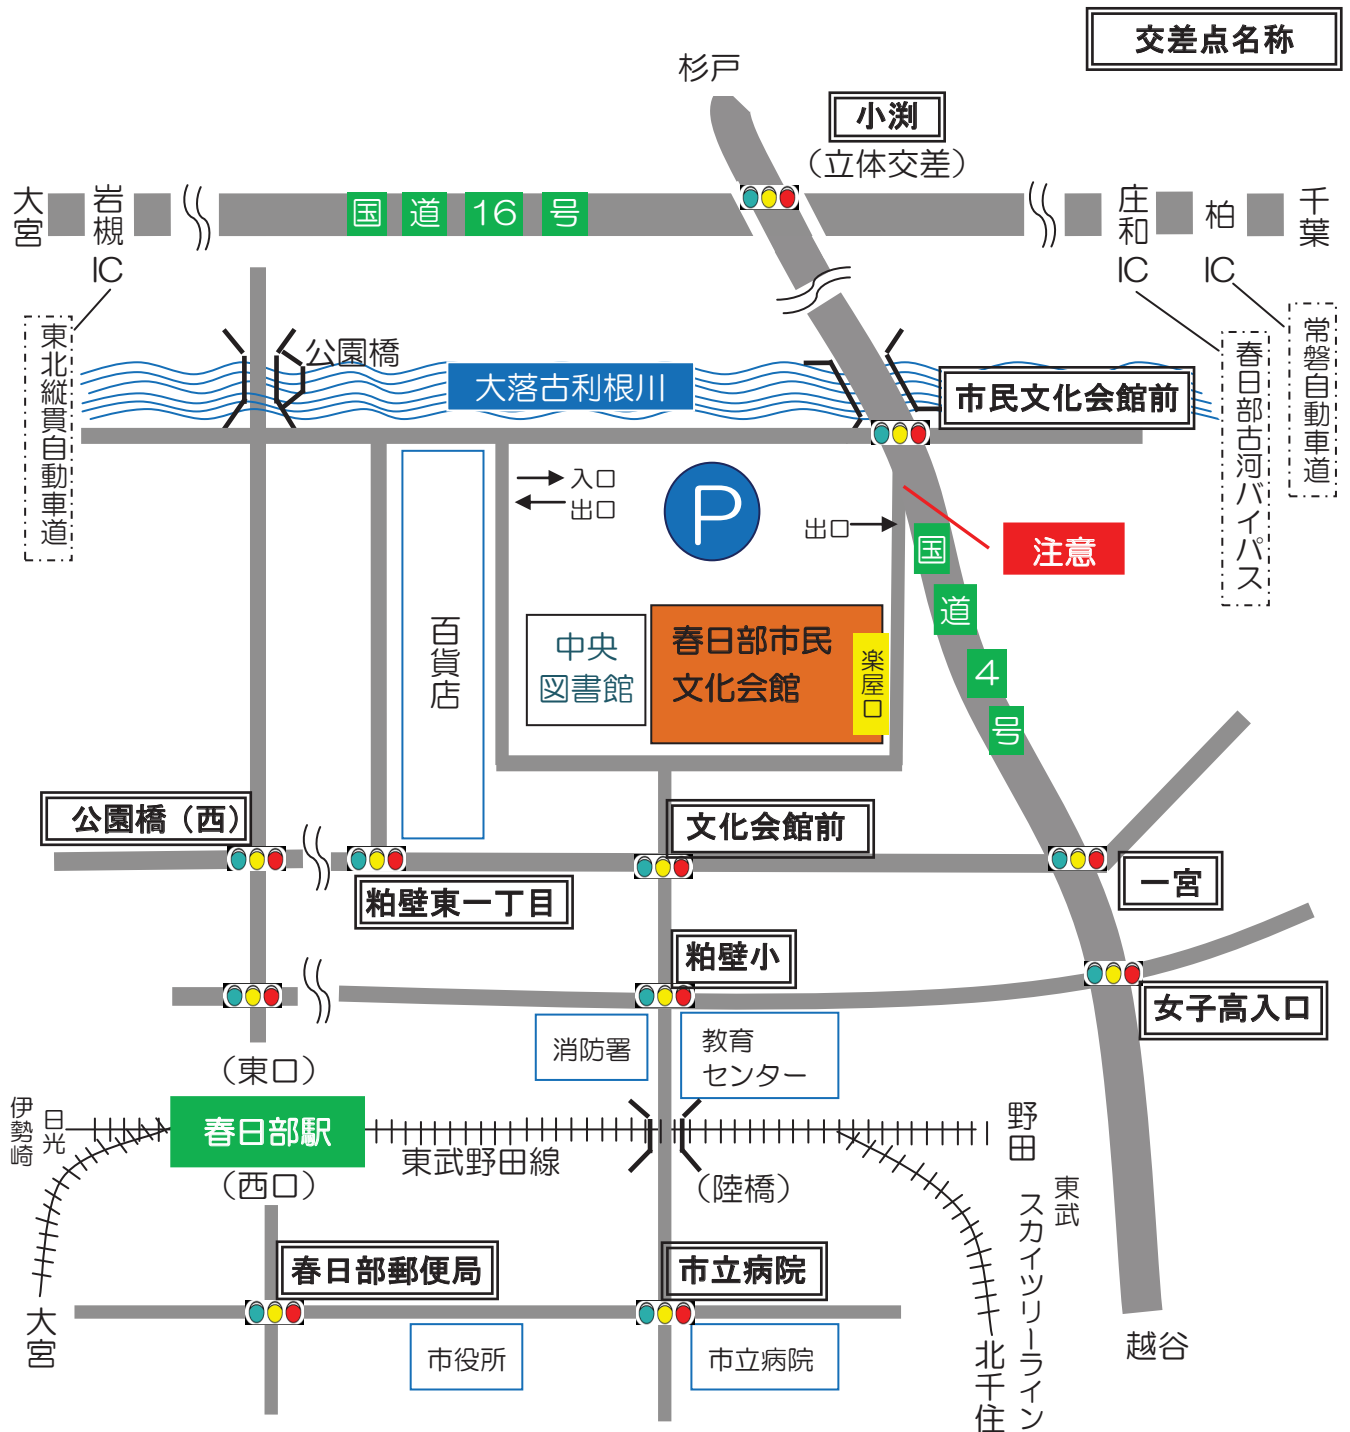 交差点名称
杉戸
小渕
（立体交差）
大宮
岩槻IC
国道16号
庄和IC
柏IC
千葉
東北縦貫自動車道
公園橋
大落古利根川
市民文化会館前
春日部古河バイパス
常磐自動車道
入口
出口
P
出口
注意
国道4号
百貨店
中央
図書館
春日部市民
文化会館
楽屋口
公園橋（西）
文化会館前
粕壁東一丁目
一宮
粕壁小
女子高入口
消防署
教育
センター
（東口）
春日部駅
（西口）
伊勢崎
日光
東武野田線
（陸橋）
野田
東武
スカイツリーライン
春日部郵便局
市立病院
大宮
市役所
市立病院
北千住
越谷